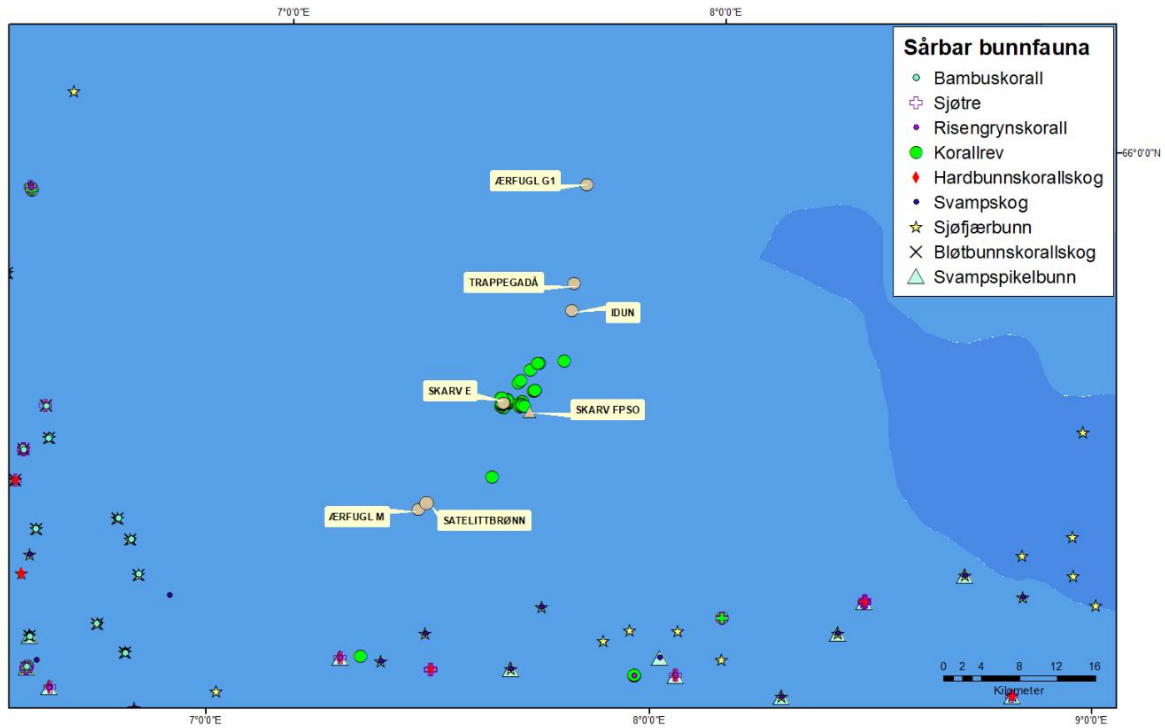 7°0'0"E
8°0'0"E
Sårbar bunnfauna
Bambuskorall
Sjøtre
Risengrynskorall
Korallrev
Hardbunnskorallskog
Svampskog
Sjøfjærbunn
Bløtbunnskorallskog
Svampspikelbunn
66°0'0"N
ÆRFUGL G1
TRAPPEGADÅ
IDUN
SKARV E
SKARV FPSO
ÆRFUGL M
SATELITTBRØNN
0 2 4 8 12 16
Kilometer
7°0'0"E
8°0'0"E
9°0'0"E